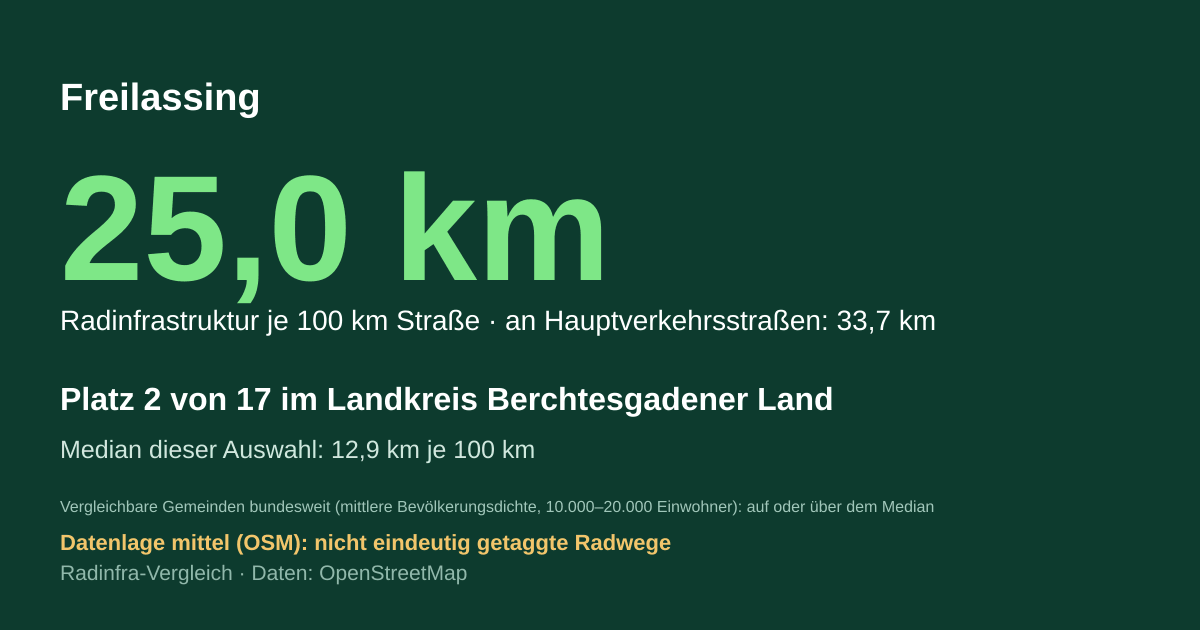 Freilassing
25,0 km
Radinfrastruktur je 100 km Straße · an Hauptverkehrsstraßen: 33,7 km
Platz 2 von 17 im Landkreis Berchtesgadener Land
Median dieser Auswahl: 12,9 km je 100 km
Vergleichbare Gemeinden bundesweit (mittlere Bevölkerungsdichte, 10.000–20.000 Einwohner): auf oder über dem Median
Datenlage mittel (OSM): nicht eindeutig getaggte Radwege
Radinfra-Vergleich · Daten: OpenStreetMap